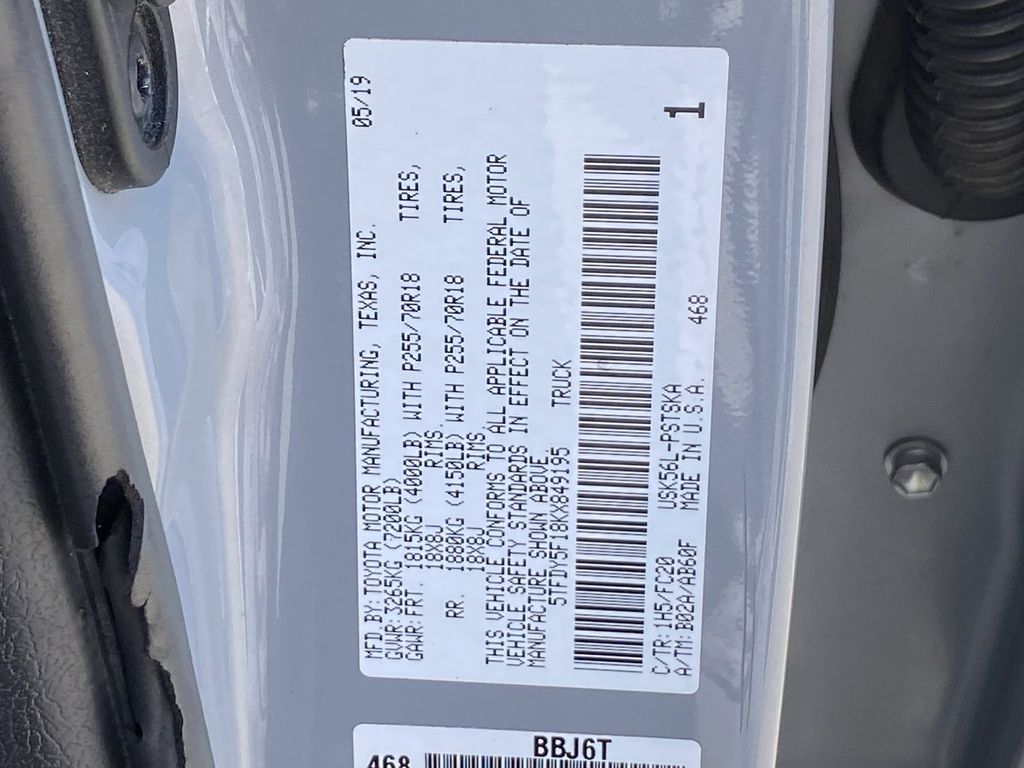 MFD BY: TOYOTA MOTOR MANUFACTURING, TEXAS, INC. 05/19
GVWR: 3265KG (7200LB)
GAWR: FRT. 1815KG (4000LB) WITH P255/70R18 TIRES,
18X8J RIMS.
RR. 1880KG (4150LB) WITH P255/70R18 TIRES,
18X8J RIMS
THIS VEHICLE CONFORMS TO ALL APPLICABLE FEDERAL MOTOR
VEHICLE SAFETY STANDARDS IN EFFECT ON THE DATE OF
MANUFACTURE SHOWN ABOVE.
5TFDY5F18KX849195 TRUCK
C/TR: 1H5/FC20 USK56L-PSTSKA
A/TM: B02A/AB60F MADE IN U.S.A. 468
1
BBJ6T
468